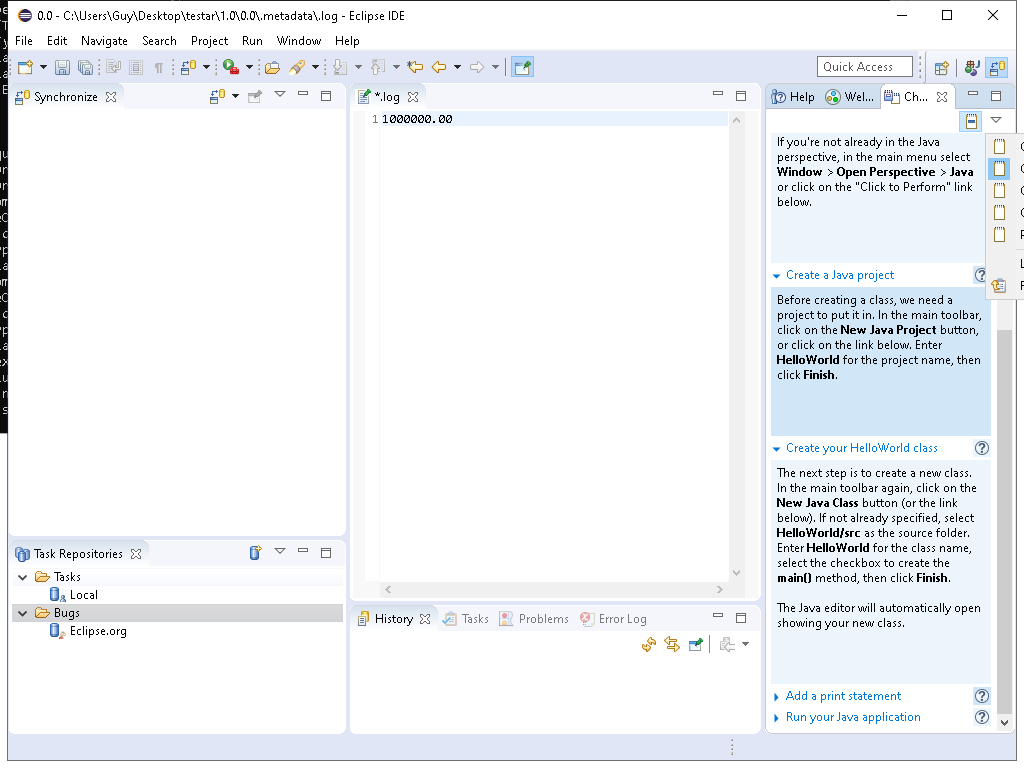 0.0 - C:\Users\Guy\Desktop\testar\1.0\0.0\.metadata\.log - Eclipse IDE
File Edit Navigate Search Project Run Window Help
Quick Access
Synchronize
*.log
Help Wel... Ch...
1 1000000.00
If you're not already in the Java
perspective, in the main menu select
Window > Open Perspective > Java
or click on the "Click to Perform" link
below.
Create a Java project
Before creating a class, we need a
project to put it in. In the main toolbar,
click on the New Java Project button,
or click on the link below. Enter
HelloWorld for the project name, then
click Finish.
Create your HelloWorld class
The next step is to create a new class.
In the main toolbar again, click on the
New Java Class button (or the link
below). If not already specified, select
HelloWorld/src as the source folder.
Enter HelloWorld for the class name,
select the checkbox to create the
main() method, then click Finish.
The Java editor will automatically open
showing your new class.
Add a print statement
Run your Java application
Task Repositories
Tasks
Local
Bugs
Eclipse.org
History Tasks Problems Error Log